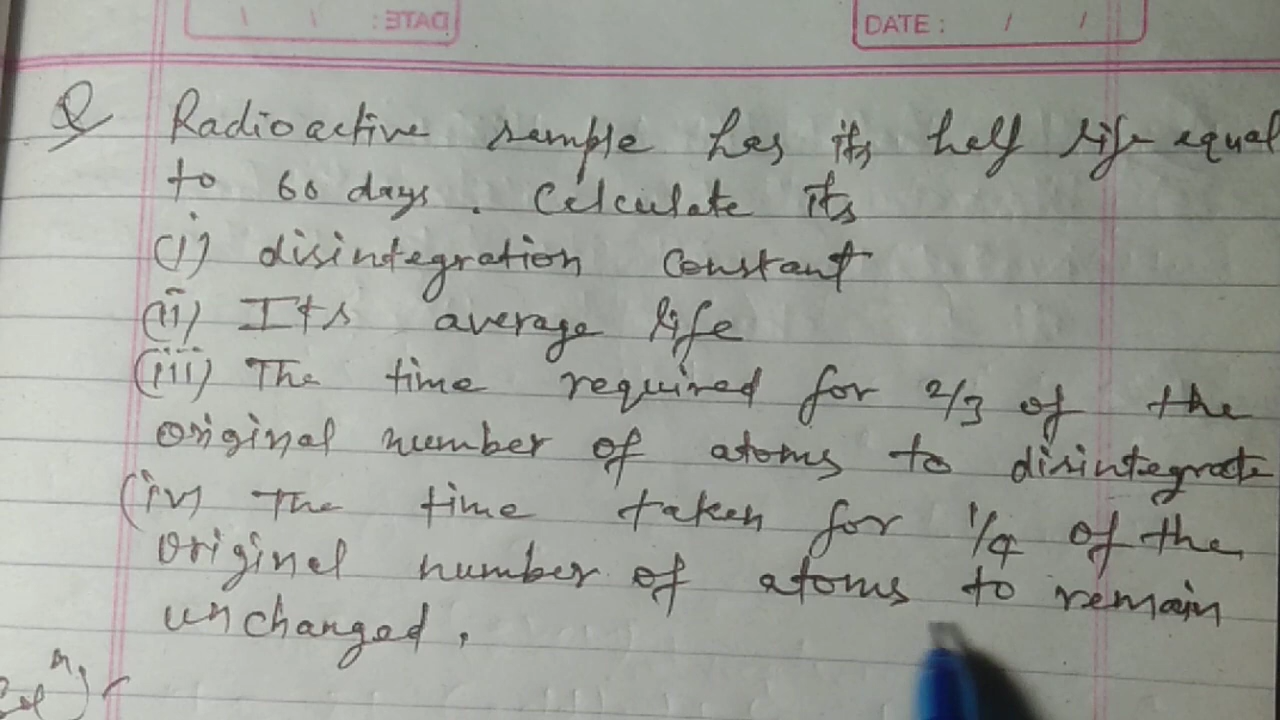 DATE :
DATE : / /
Q Radioactive sample has its half life equal
to 60 days. Calculate its
(i) disintegration constant
(ii) Its average life
(iii) The time required for 2/3 of the
original number of atoms to disintegrate
(iv) The time taken for 1/4 of the
original number of atoms to remain
unchanged.
Solⁿ,